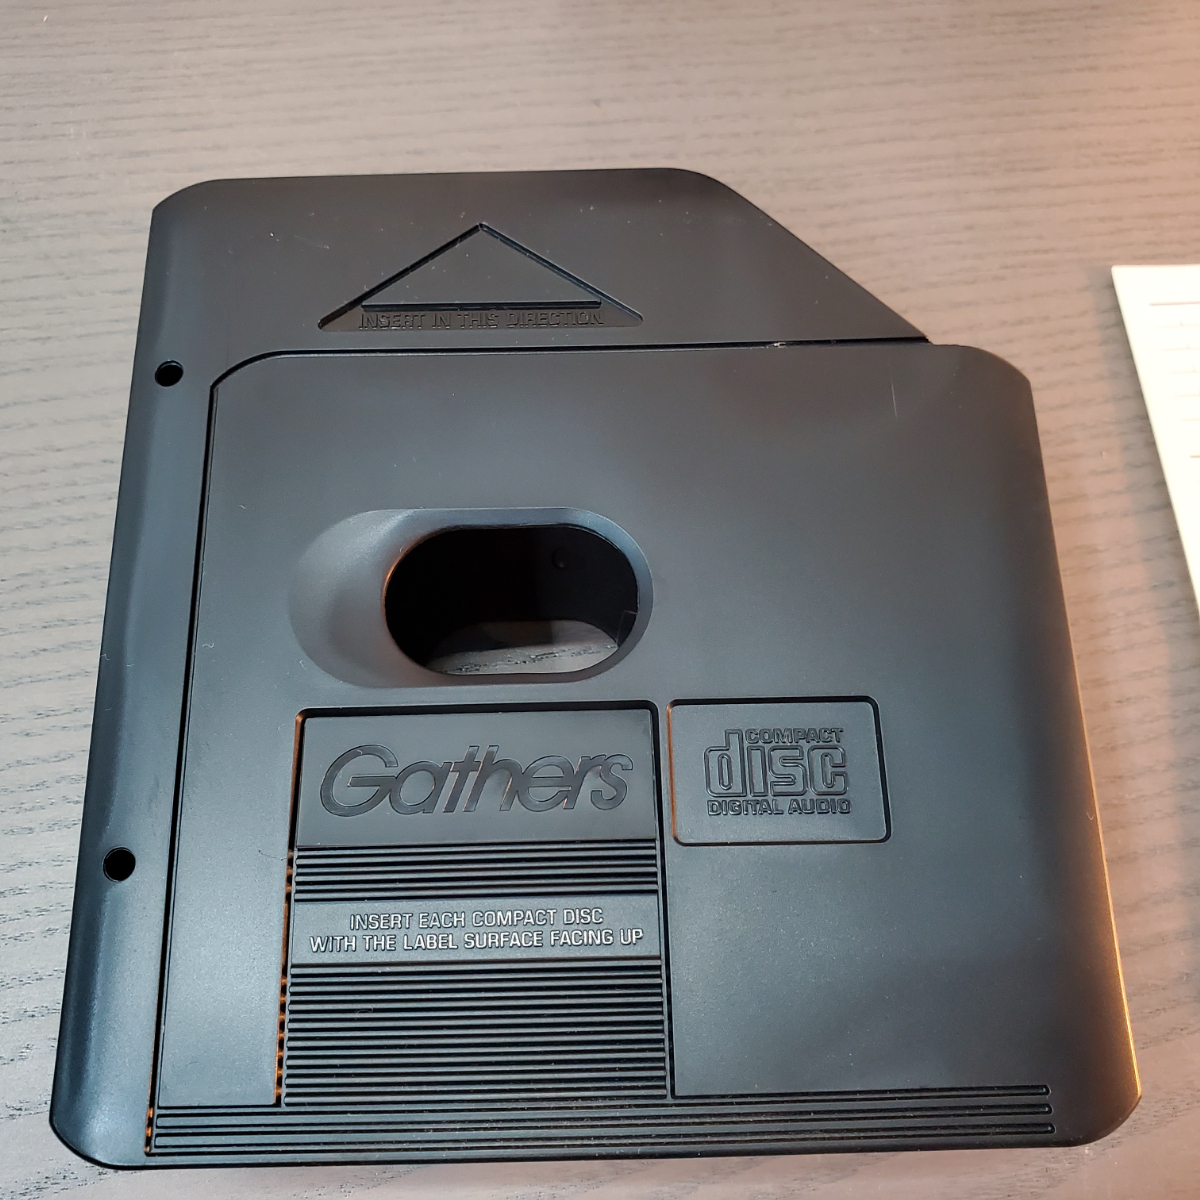 INSERT IN THIS DIRECTION
Gathers
COMPACT
disc
DIGITAL AUDIO
INSERT EACH COMPACT DISC
WITH THE LABEL SURFACE FACING UP